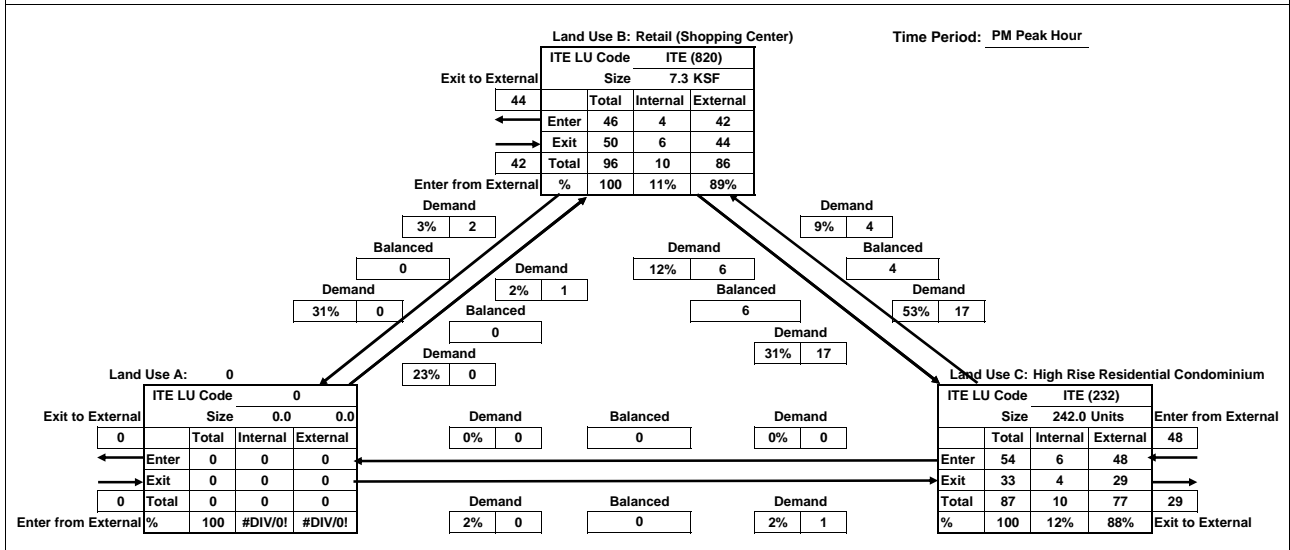 Land Use B: Retail (Shopping Center)
Time Period: PM Peak Hour
ITE LU Code ITE (820)
Exit to External Size 7.3 KSF
44 Total Internal External
Enter 46 4 42
Exit 50 6 44
42 Total 96 10 86
Enter from External % 100 11% 89%
Demand Demand
3% 2 9% 4
Balanced Demand Balanced
0 Demand 12% 6 4
Demand 2% 1 Balanced Demand
31% 0 Balanced 6 53% 17
0 Demand
Demand 31% 17
23% 0
Land Use A: 0 Land Use C: High Rise Residential Condominium
ITE LU Code 0 ITE LU Code ITE (232)
Exit to External Size 0.0 0.0 Demand Balanced Demand Size 242.0 Units Enter from External
0 Total Internal External 0% 0 0 0% 0 Total Internal External 48
Enter 0 0 0 Enter 54 6 48
Exit 0 0 0 Exit 33 4 29
0 Total 0 0 0 Demand Balanced Demand Total 87 10 77 29
Enter from External % 100 #DIV/0! #DIV/0! 2% 0 0 2% 1 % 100 12% 88% Exit to External